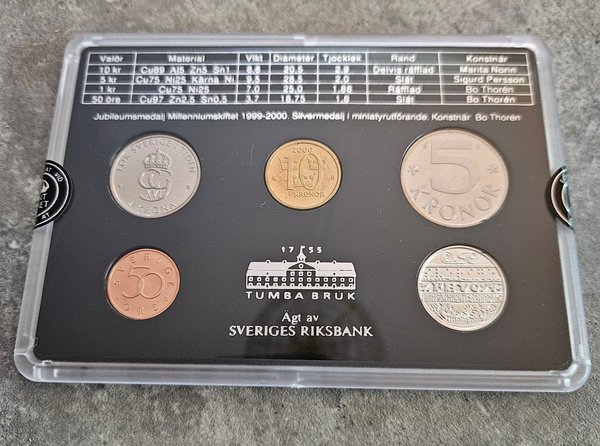 Valör Material Vikt Diameter Tjocklek Rand Konstnär
10 kr Cu89 Al5 Zn5 Sn1 6.6 20.5 2.9 Delvis räfflad Marita Norin
5 kr Cu75 Ni25 Kärna Ni 9.5 28.5 2.0 Slät Sigurd Persson
1 kr Cu75 Ni25 7.0 25.0 1.88 Räfflad Bo Thorén
50 öre Cu97 Zn2.5 Sn0.5 3.7 18.75 1.8 Slät Bo Thorén
Jubileumsmedalj Millenniumskiftet 1999-2000. Silvermedalj i miniatyrutförande. Konstnär Bo Thorén
FÖR SVERIGE I TIDEN
1 KRONA
2000
10
KRONOR
5
KRONOR
SVERIGE
50
ÖRE
1755
TUMBA BRUK
Ägt av
SVERIGES RIKSBANK